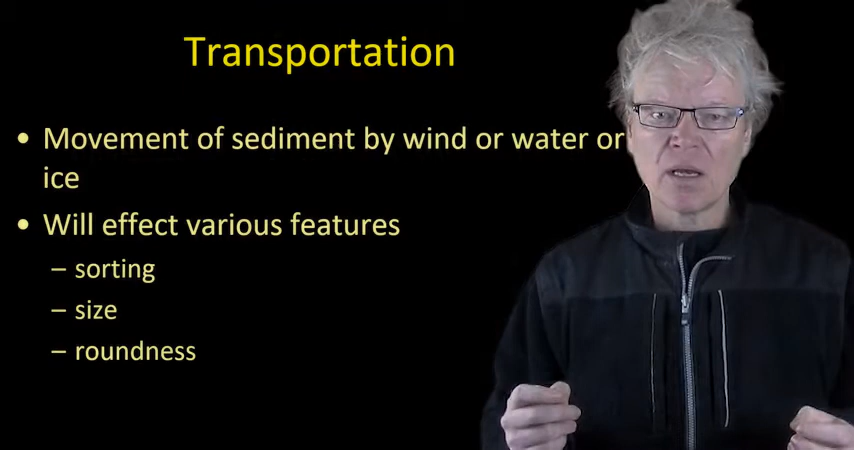 Transportation
• Movement of sediment by wind or water or
ice
• Will effect various features
– sorting
– size
– roundness